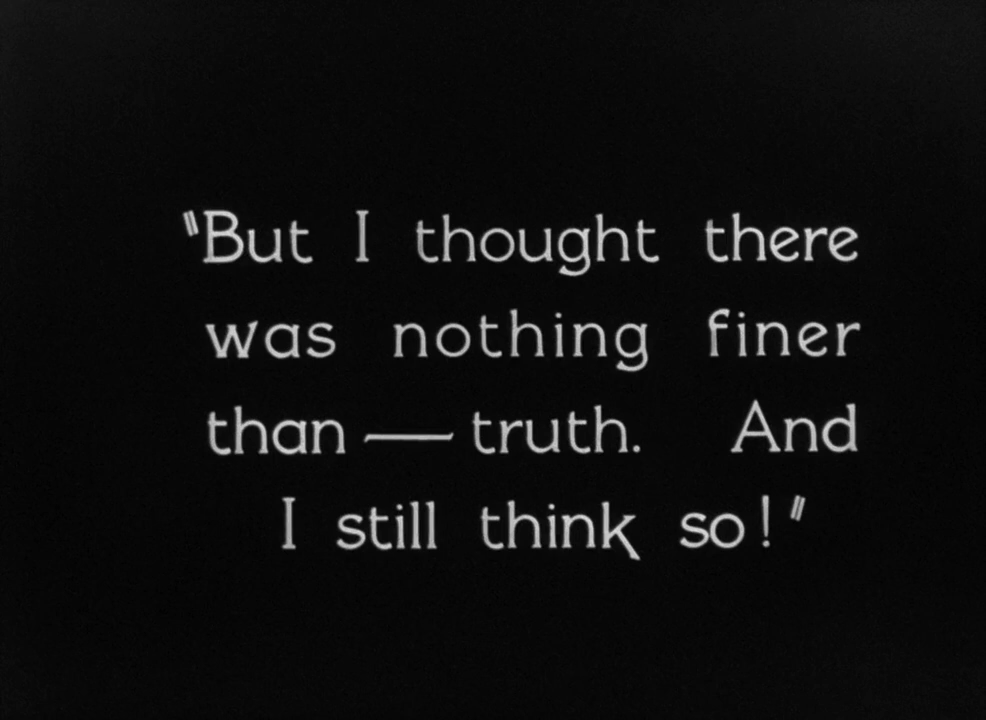 "But I thought there
was nothing finer
than — truth. And
I still think so!"